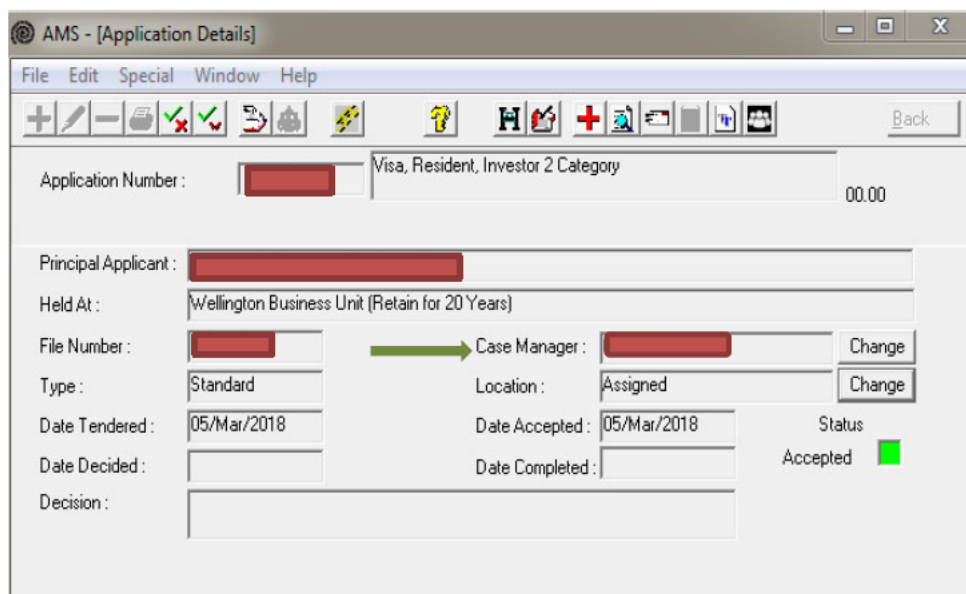 AMS - [Application Details]
File Edit Special Window Help
Back
Application Number : Visa, Resident, Investor 2 Category
00.00
Principal Applicant :
Held At : Wellington Business Unit (Retain for 20 Years)
File Number : Case Manager : Change
Type : Standard Location : Assigned Change
Date Tendered : 05/Mar/2018 Date Accepted : 05/Mar/2018 Status
Date Decided : Date Completed : Accepted
Decision :